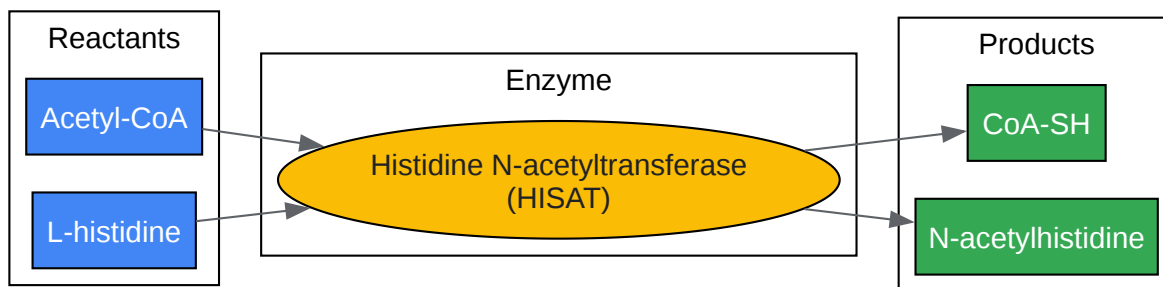 Reactants
Acetyl-CoA
L-histidine
Enzyme
Histidine N-acetyltransferase
(HISAT)
Products
CoA-SH
N-acetylhistidine